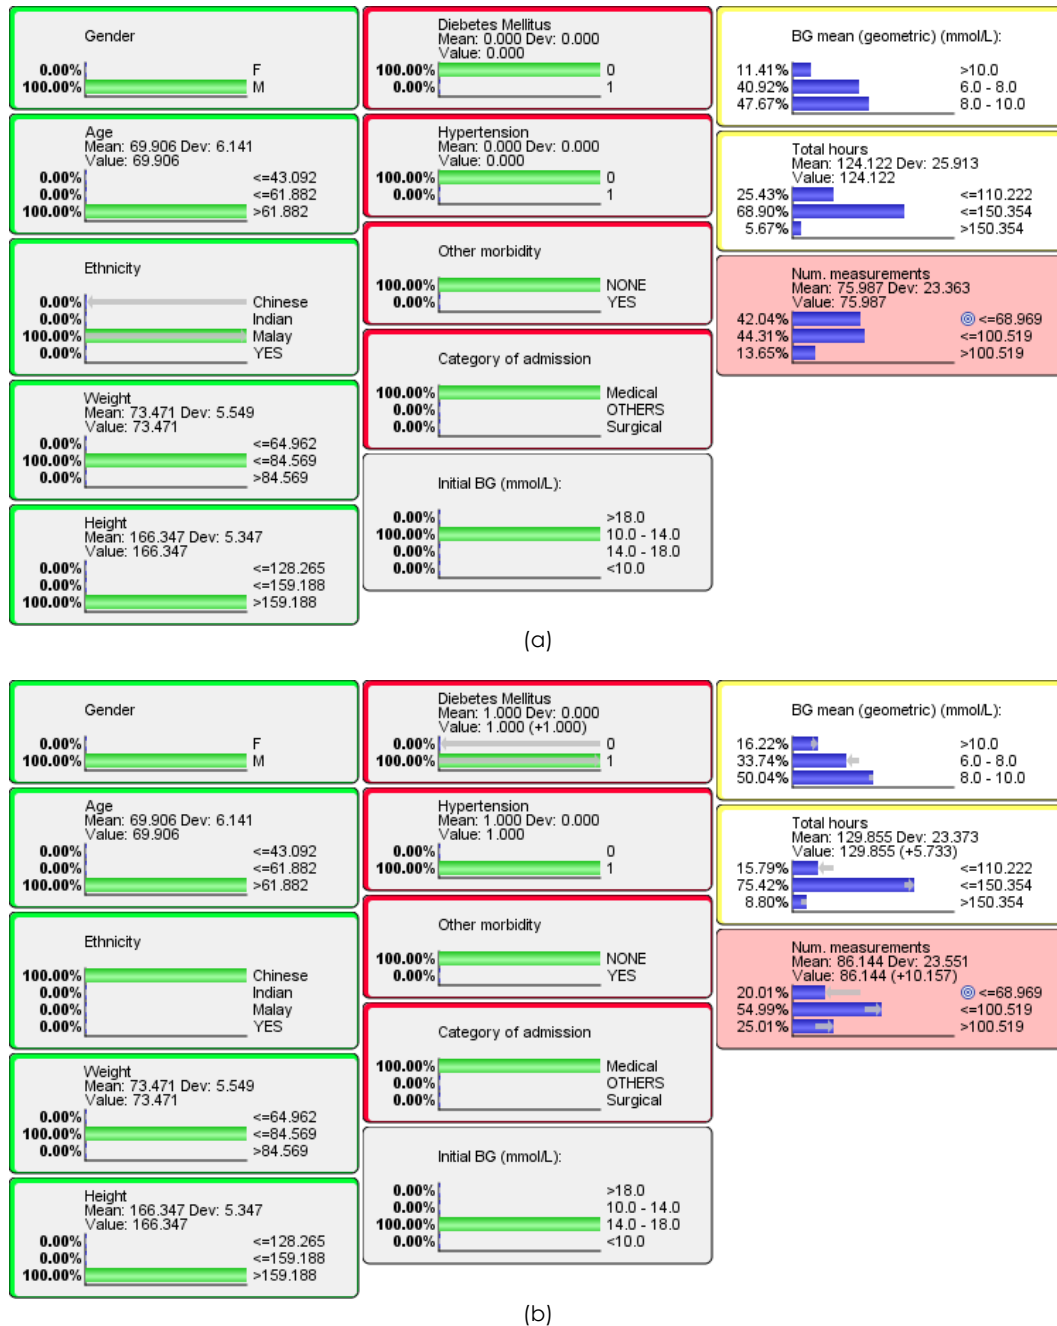 Gender
0.00% F
100.00% M
Age
Mean: 69.906 Dev: 6.141
Value: 69.906
0.00% <=43.092
0.00% <=61.882
100.00% >61.882
Ethnicity
0.00% Chinese
0.00% Indian
100.00% Malay
0.00% YES
Weight
Mean: 73.471 Dev: 5.549
Value: 73.471
0.00% <=64.962
100.00% <=84.569
0.00% >84.569
Height
Mean: 166.347 Dev: 5.347
Value: 166.347
0.00% <=128.265
0.00% <=159.188
100.00% >159.188
Diebetes Mellitus
Mean: 0.000 Dev: 0.000
Value: 0.000
100.00% 0
0.00% 1
Hypertension
Mean: 0.000 Dev: 0.000
Value: 0.000
100.00% 0
0.00% 1
Other morbidity
100.00% NONE
0.00% YES
Category of admission
100.00% Medical
0.00% OTHERS
0.00% Surgical
Initial BG (mmol/L):
0.00% >18.0
100.00% 10.0 - 14.0
0.00% 14.0 - 18.0
0.00% <10.0
BG mean (geometric) (mmol/L):
11.41% >10.0
40.92% 6.0 - 8.0
47.67% 8.0 - 10.0
Total hours
Mean: 124.122 Dev: 25.913
Value: 124.122
25.43% <=110.222
68.90% <=150.354
5.67% >150.354
Num. measurements
Mean: 75.987 Dev: 23.363
Value: 75.987
42.04% <=68.969
44.31% <=100.519
13.65% >100.519
(a)
Gender
0.00% F
100.00% M
Age
Mean: 69.906 Dev: 6.141
Value: 69.906
0.00% <=43.092
0.00% <=61.882
100.00% >61.882
Ethnicity
100.00% Chinese
0.00% Indian
0.00% Malay
0.00% YES
Weight
Mean: 73.471 Dev: 5.549
Value: 73.471
0.00% <=64.962
100.00% <=84.569
0.00% >84.569
Height
Mean: 166.347 Dev: 5.347
Value: 166.347
0.00% <=128.265
0.00% <=159.188
100.00% >159.188
Diebetes Mellitus
Mean: 1.000 Dev: 0.000
Value: 1.000 (+1.000)
0.00% 0
100.00% 1
Hypertension
Mean: 1.000 Dev: 0.000
Value: 1.000
0.00% 0
100.00% 1
Other morbidity
100.00% NONE
0.00% YES
Category of admission
100.00% Medical
0.00% OTHERS
0.00% Surgical
Initial BG (mmol/L):
0.00% >18.0
0.00% 10.0 - 14.0
100.00% 14.0 - 18.0
0.00% <10.0
BG mean (geometric) (mmol/L):
16.22% >10.0
33.74% 6.0 - 8.0
50.04% 8.0 - 10.0
Total hours
Mean: 129.855 Dev: 23.373
Value: 129.855 (+5.733)
15.79% <=110.222
75.42% <=150.354
8.80% >150.354
Num. measurements
Mean: 86.144 Dev: 23.551
Value: 86.144 (+10.157)
20.01% <=68.969
54.99% <=100.519
25.01% >100.519
(b)